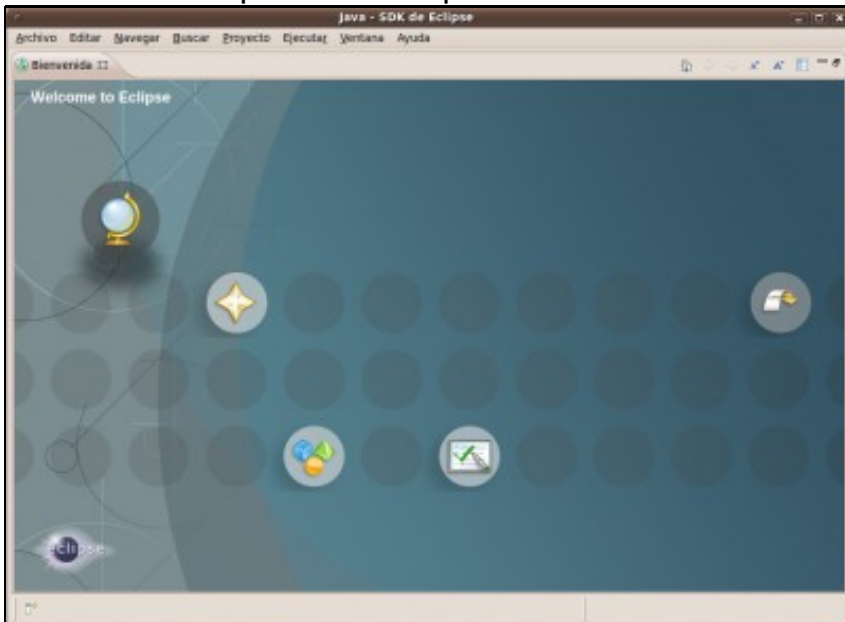 Java - SDK de Eclipse
Archivo Editar Navegar Buscar Proyecto Ejecutar Ventana Ayuda
Bienvenida
Welcome to Eclipse
eclipse